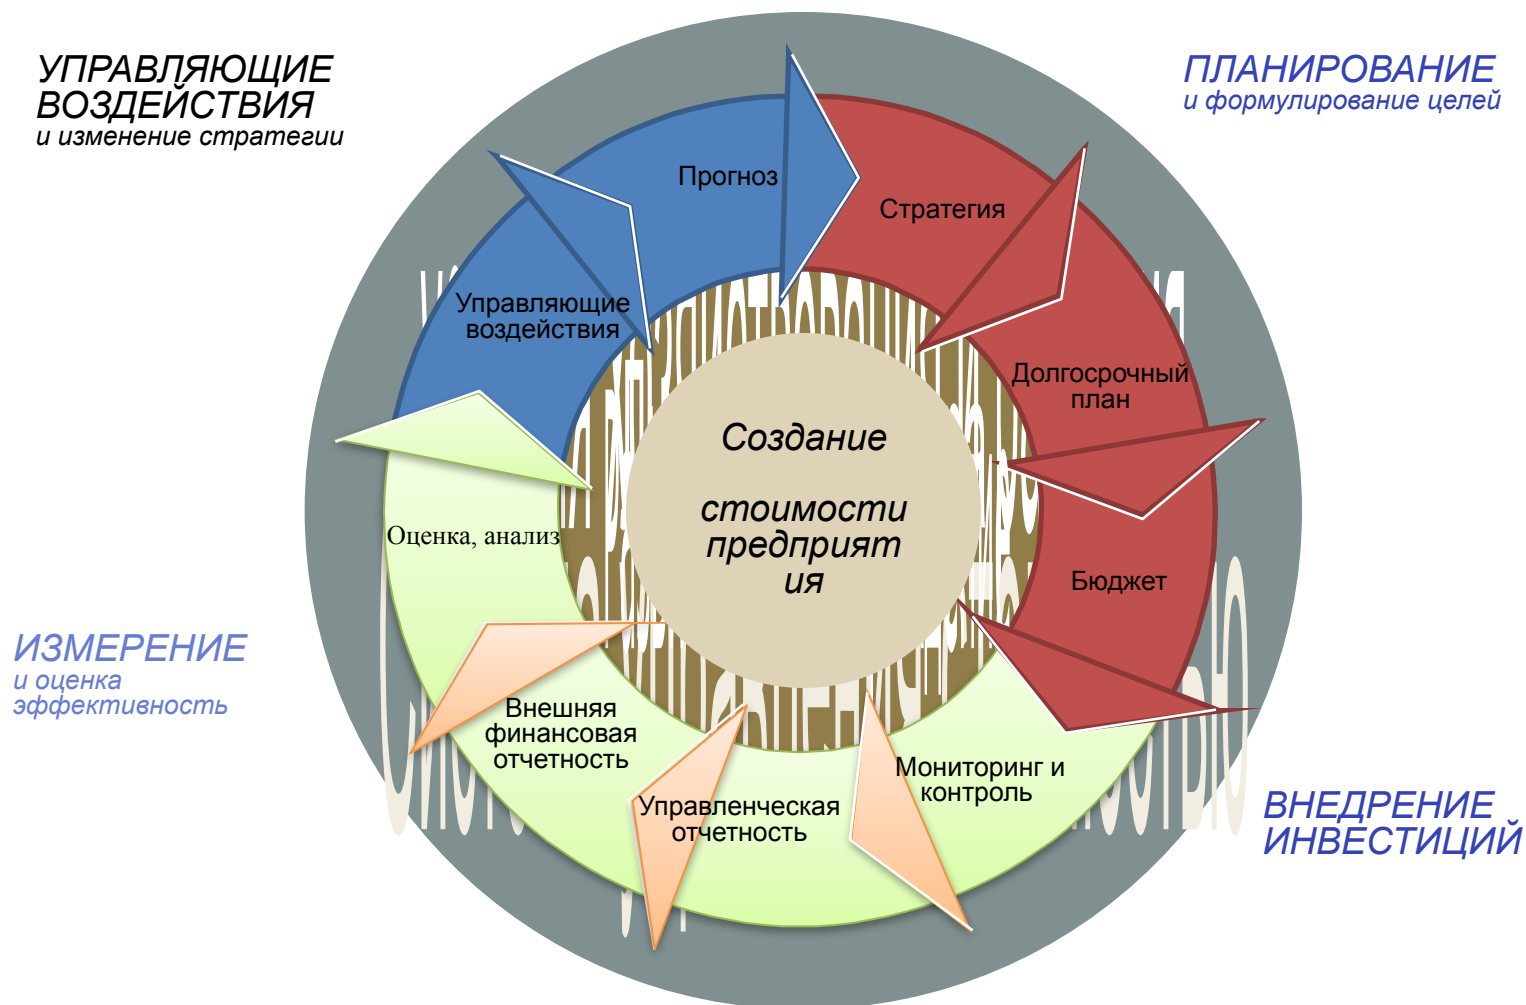 УПРАВЛЯЮЩИЕ
ВОЗДЕЙСТВИЯ
и изменение стратегии
ПЛАНИРОВАНИЕ
и формулирование целей
Прогноз
Стратегия
Управляющие
воздействия
Долгосрочный
план
Создание
стоимости
предприят
ия
Оценка, анализ
Бюджет
ИЗМЕРЕНИЕ
и оценка
эффективность
Внешняя
финансовая
отчетность
Управленческая
отчетность
Мониторинг и
контроль
ВНЕДРЕНИЕ
ИНВЕСТИЦИЙ